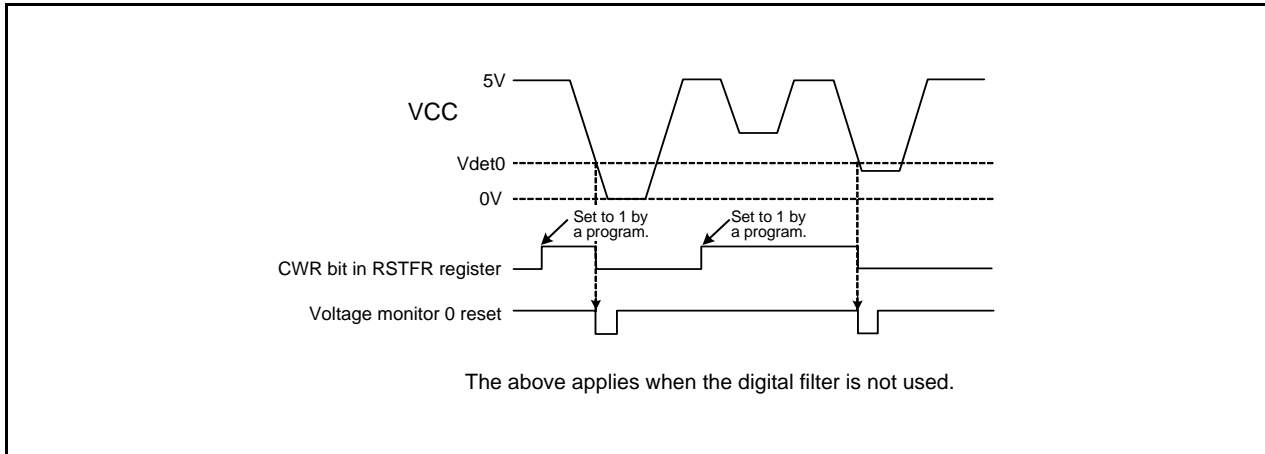 5V
VCC
Vdet0
0V
Set to 1 by
a program.
Set to 1 by
a program.
CWR bit in RSTFR register
Voltage monitor 0 reset
The above applies when the digital filter is not used.